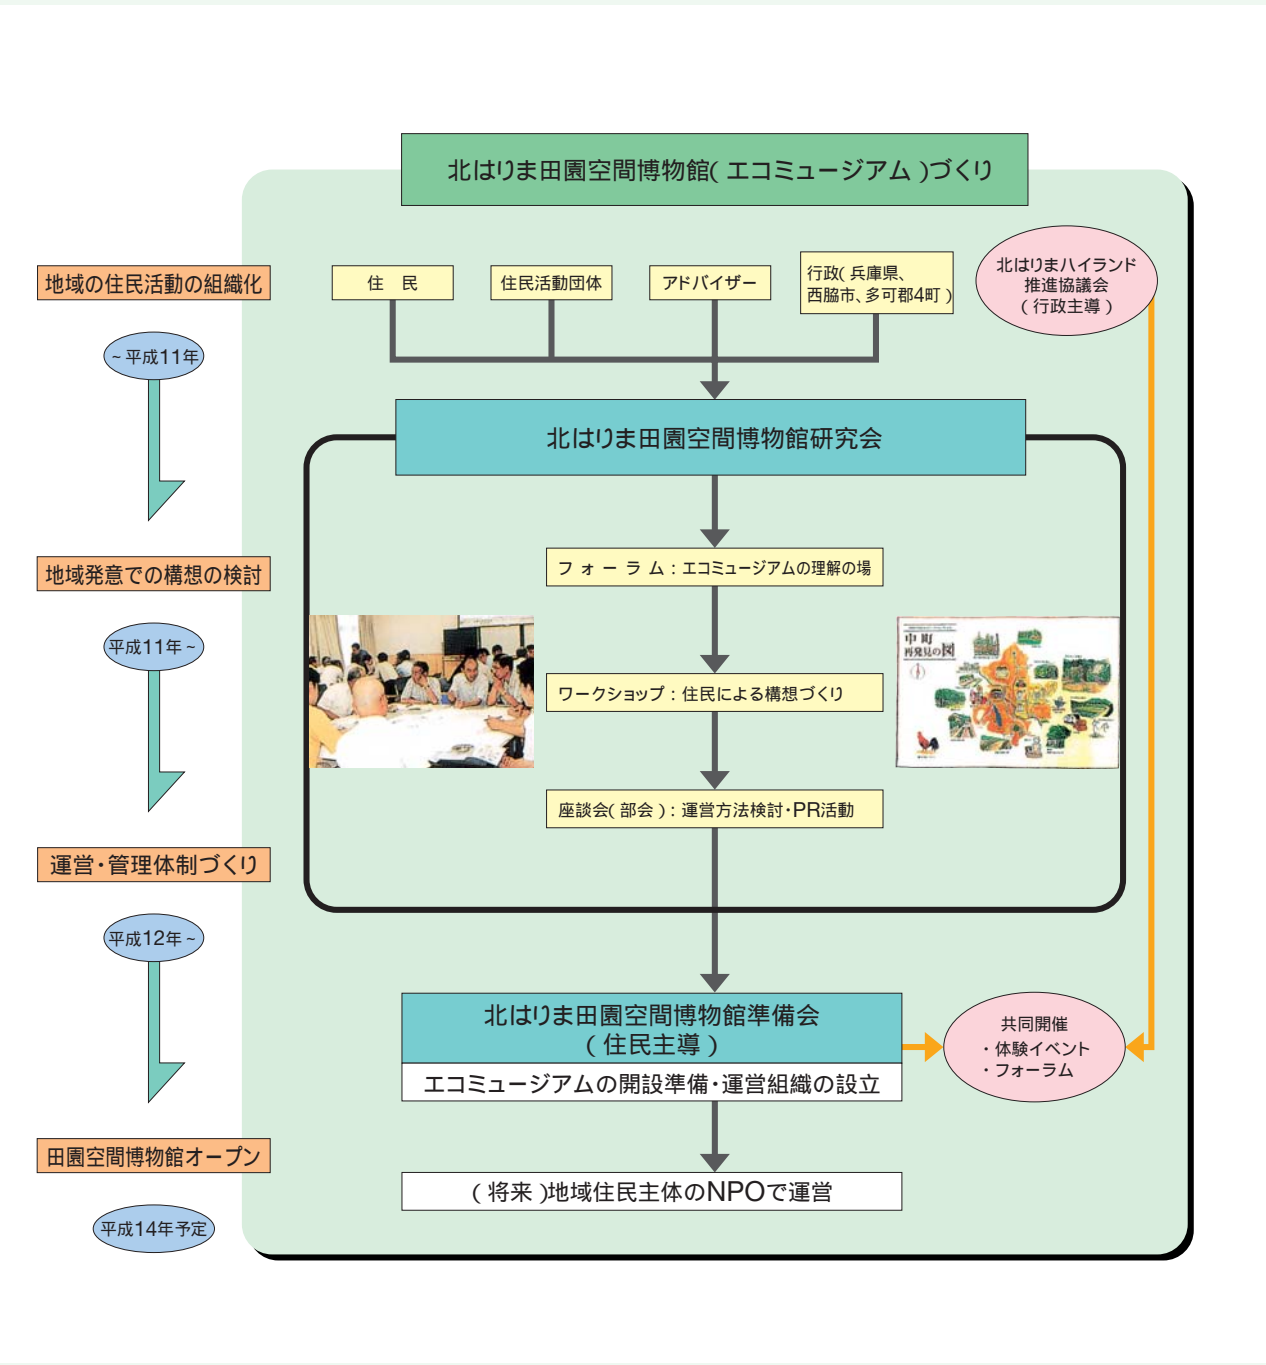 北はりま田園空間博物館(エコミュージアム)づくり
地域の住民活動の組織化
住　民
住民活動団体
アドバイザー
行政(兵庫県、
西脇市、多可郡4町)
北はりまハイランド
推進協議会
(行政主導)
~平成11年
北はりま田園空間博物館研究会
フォーラム:エコミュージアムの理解の場
地域発意での構想の検討
平成11年~
中町
再発見の図
ワークショップ:住民による構想づくり
座談会(部会):運営方法検討・PR活動
運営・管理体制づくり
平成12年~
北はりま田園空間博物館準備会
(住民主導)
エコミュージアムの開設準備・運営組織の設立
共同開催
・体験イベント
・フォーラム
田園空間博物館オープン
(将来)地域住民主体のNPOで運営
平成14年予定